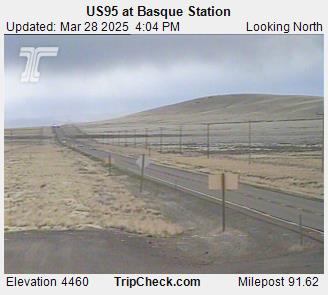 US95 at Basque Station
Updated: Mar 28 2025 4:04 PM Looking North
Elevation 4460 TripCheck.com Milepost 91.62